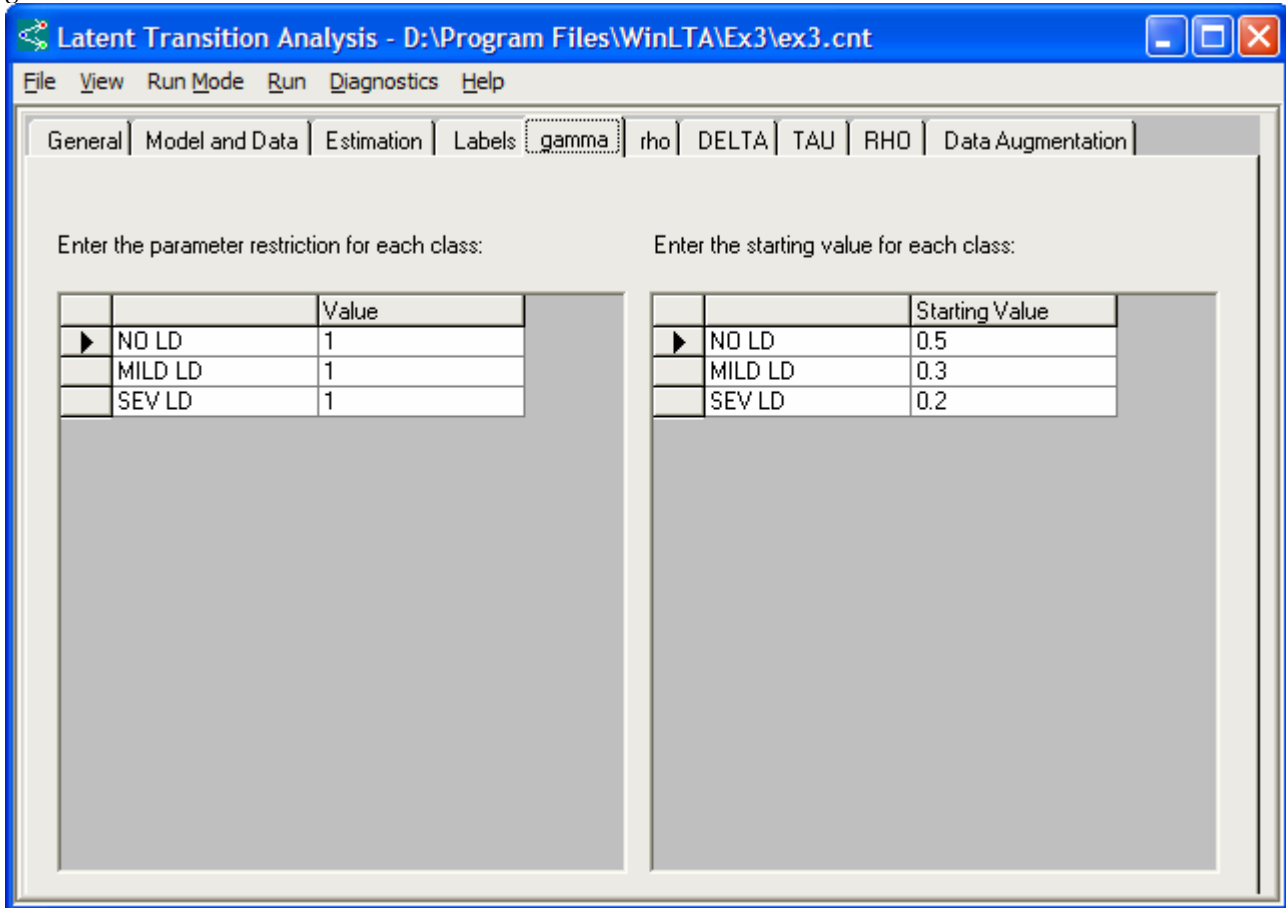 Latent Transition Analysis - D:\Program Files\WinLTA\Ex3\ex3.cnt
File View Run Mode Run Diagnostics Help
General Model and Data Estimation Labels gamma rho DELTA TAU RHO Data Augmentation
Enter the parameter restriction for each class:
Value
NO LD 1
MILD LD 1
SEV LD 1
Enter the starting value for each class:
Starting Value
NO LD 0.5
MILD LD 0.3
SEV LD 0.2